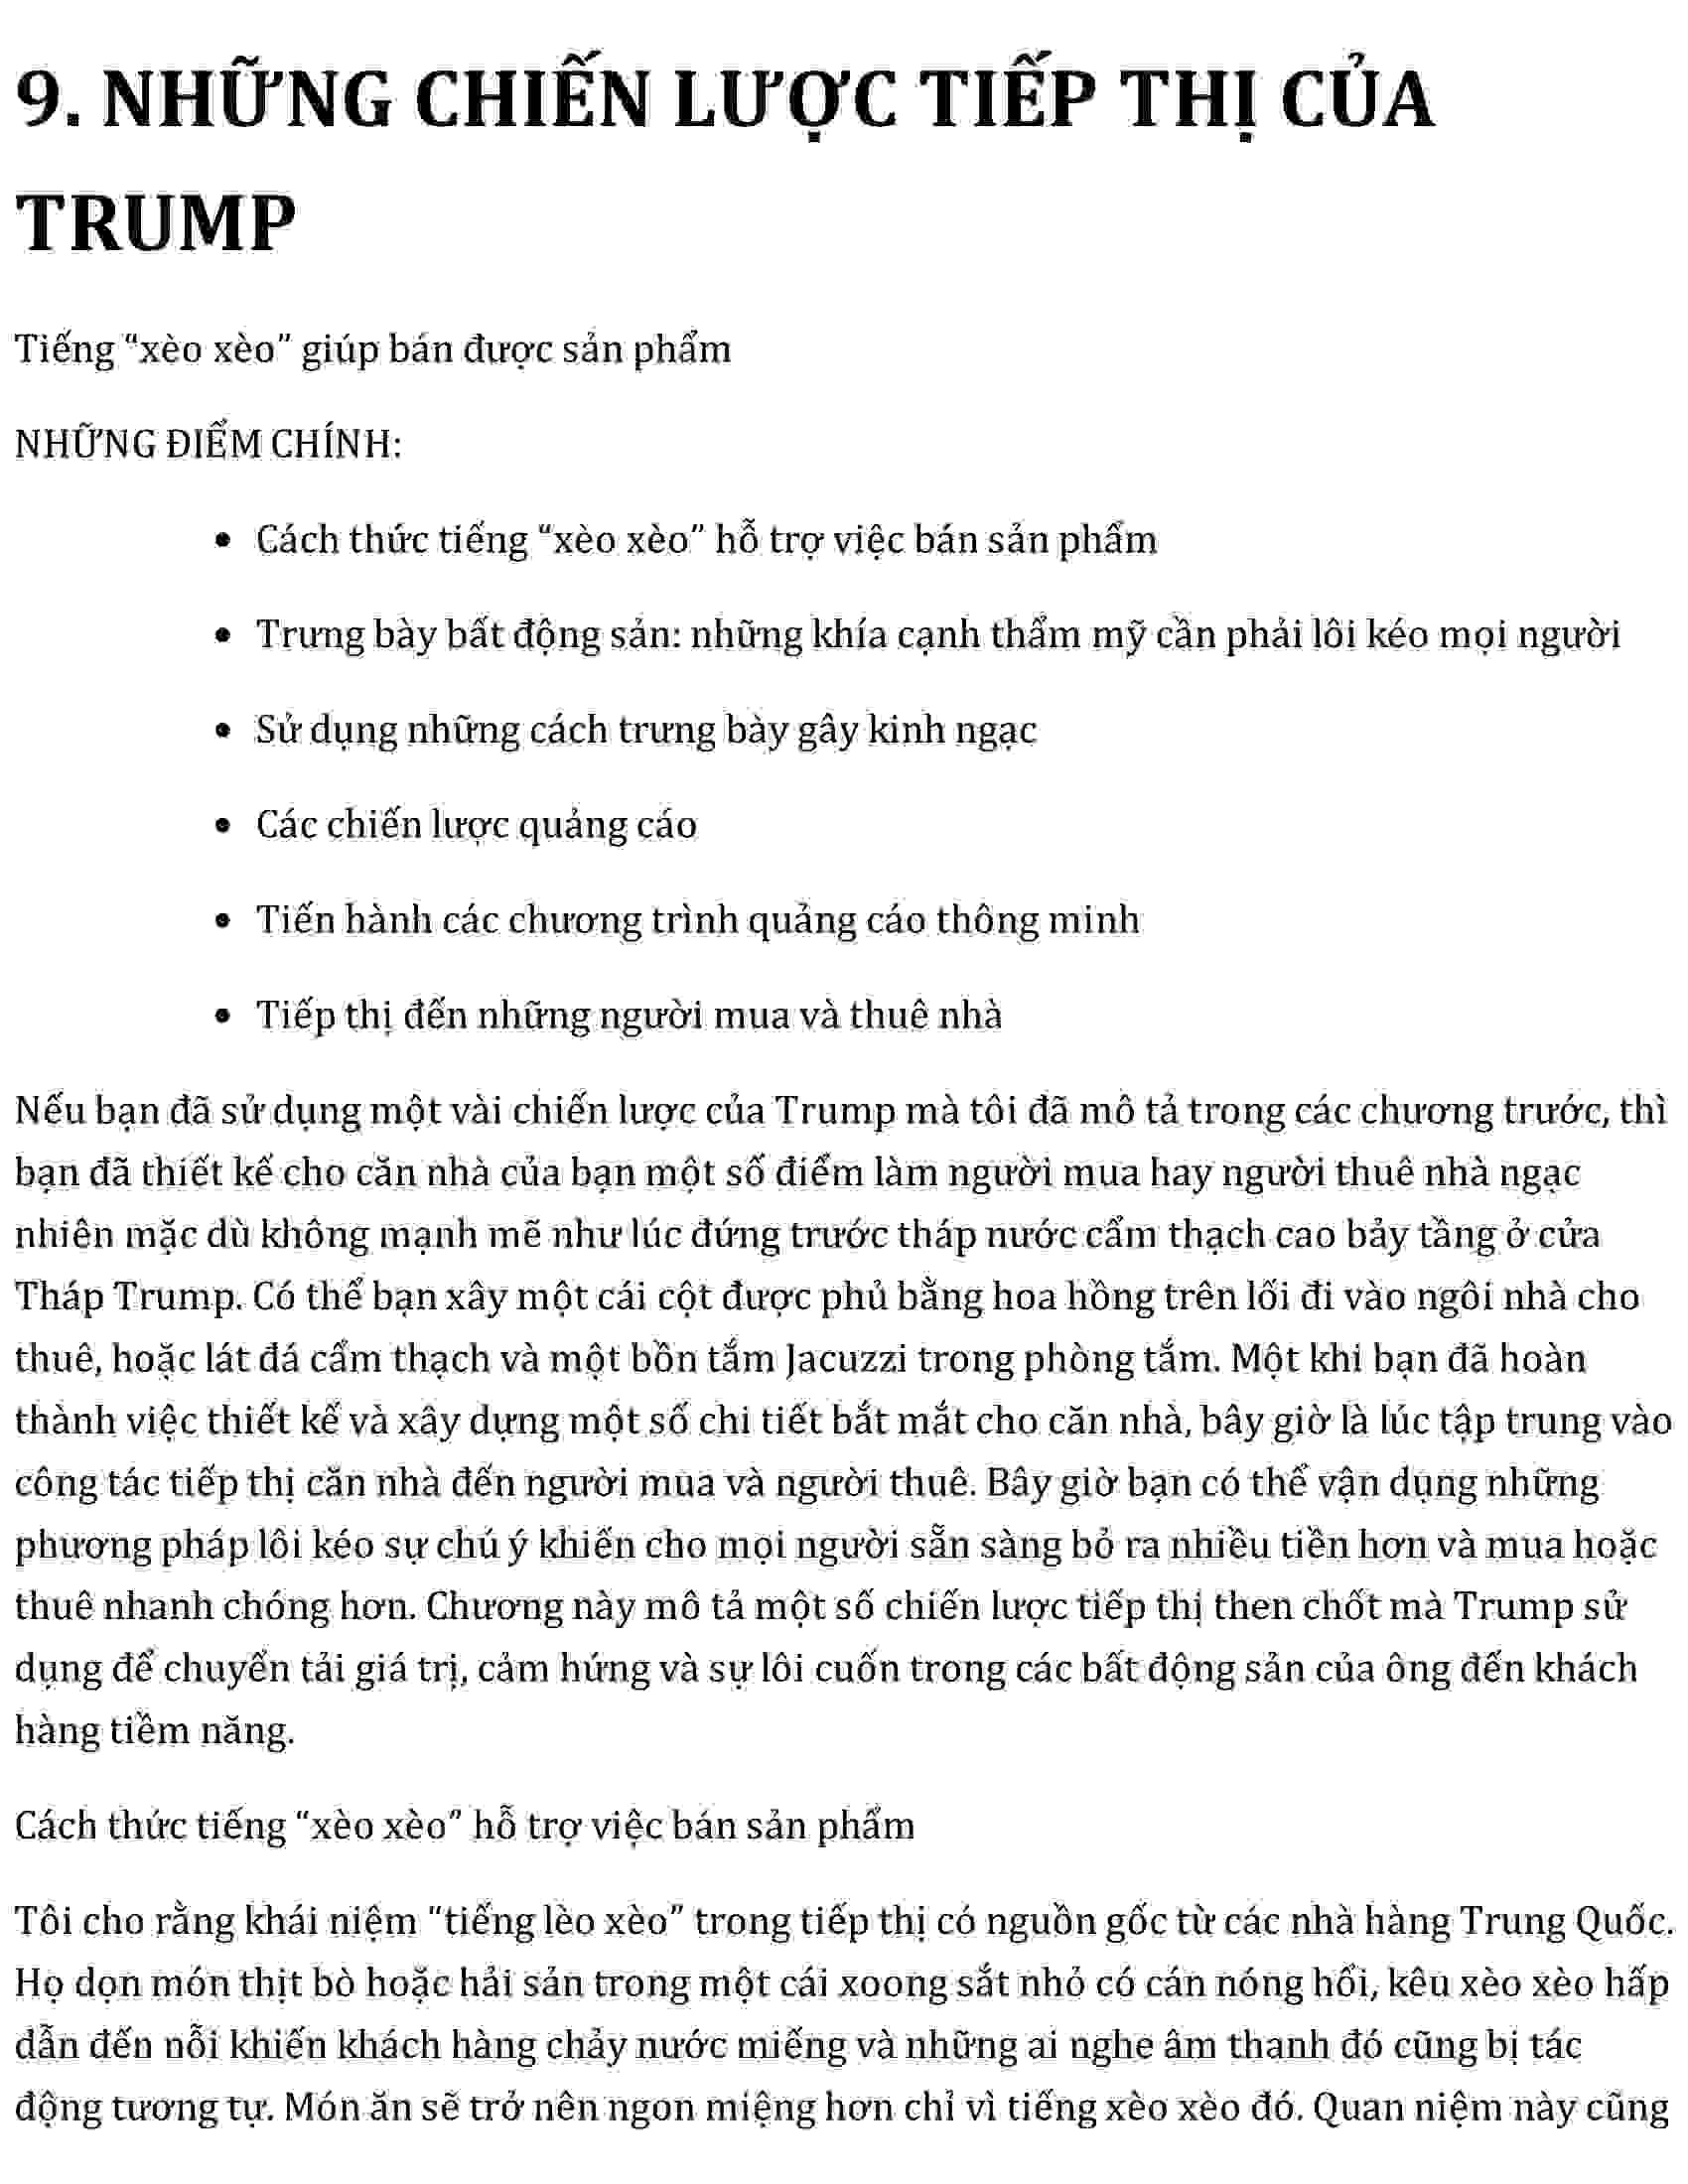 9. NHỮNG CHIẾN LƯỢC TIẾP THỊ CỦA
TRUMP
Tiếng “xèo xèo” giúp bán được sản phẩm
NHỮNG ĐIỂM CHÍNH:
• Cách thức tiếng “xèo xèo” hỗ trợ việc bán sản phẩm
• Trưng bày bất động sản: những khía cạnh thẩm mỹ cần phải lôi kéo mọi người
• Sử dụng những cách trưng bày gây kinh ngạc
• Các chiến lược quảng cáo
• Tiến hành các chương trình quảng cáo thông minh
• Tiếp thị đến những người mua và thuê nhà
Nếu bạn đã sử dụng một vài chiến lược của Trump mà tôi đã mô tả trong các chương trước, thì
bạn đã thiết kế cho căn nhà của bạn một số điểm làm người mua hay người thuê nhà ngạc
nhiên mặc dù không mạnh mẽ như lúc đứng trước tháp nước cẩm thạch cao bảy tầng ở cửa
Tháp Trump. Có thể bạn xây một cái cột được phủ bằng hoa hồng trên lối đi vào ngôi nhà cho
thuê, hoặc lát đá cẩm thạch và một bồn tắm Jacuzzi trong phòng tắm. Một khi bạn đã hoàn
thành việc thiết kế và xây dựng một số chi tiết bắt mắt cho căn nhà, bây giờ là lúc tập trung vào
công tác tiếp thị căn nhà đến người mua và người thuê. Bây giờ bạn có thể vận dụng những
phương pháp lôi kéo sự chú ý khiến cho mọi người sẵn sàng bỏ ra nhiều tiền hơn và mua hoặc
thuê nhanh chóng hơn. Chương này mô tả một số chiến lược tiếp thị then chốt mà Trump sử
dụng để chuyển tải giá trị, cảm hứng và sự lôi cuốn trong các bất động sản của ông đến khách
hàng tiềm năng.
Cách thức tiếng “xèo xèo” hỗ trợ việc bán sản phẩm
Tôi cho rằng khái niệm “tiếng lèo xèo” trong tiếp thị có nguồn gốc từ các nhà hàng Trung Quốc.
Họ dọn món thịt bò hoặc hải sản trong một cái xoong sắt nhỏ có cán nóng hổi, kêu xèo xèo hấp
dẫn đến nỗi khiến khách hàng chảy nước miếng và những ai nghe âm thanh đó cũng bị tác
động tương tự. Món ăn sẽ trở nên ngon miệng hơn chỉ vì tiếng xèo xèo đó. Quan niệm này cũng